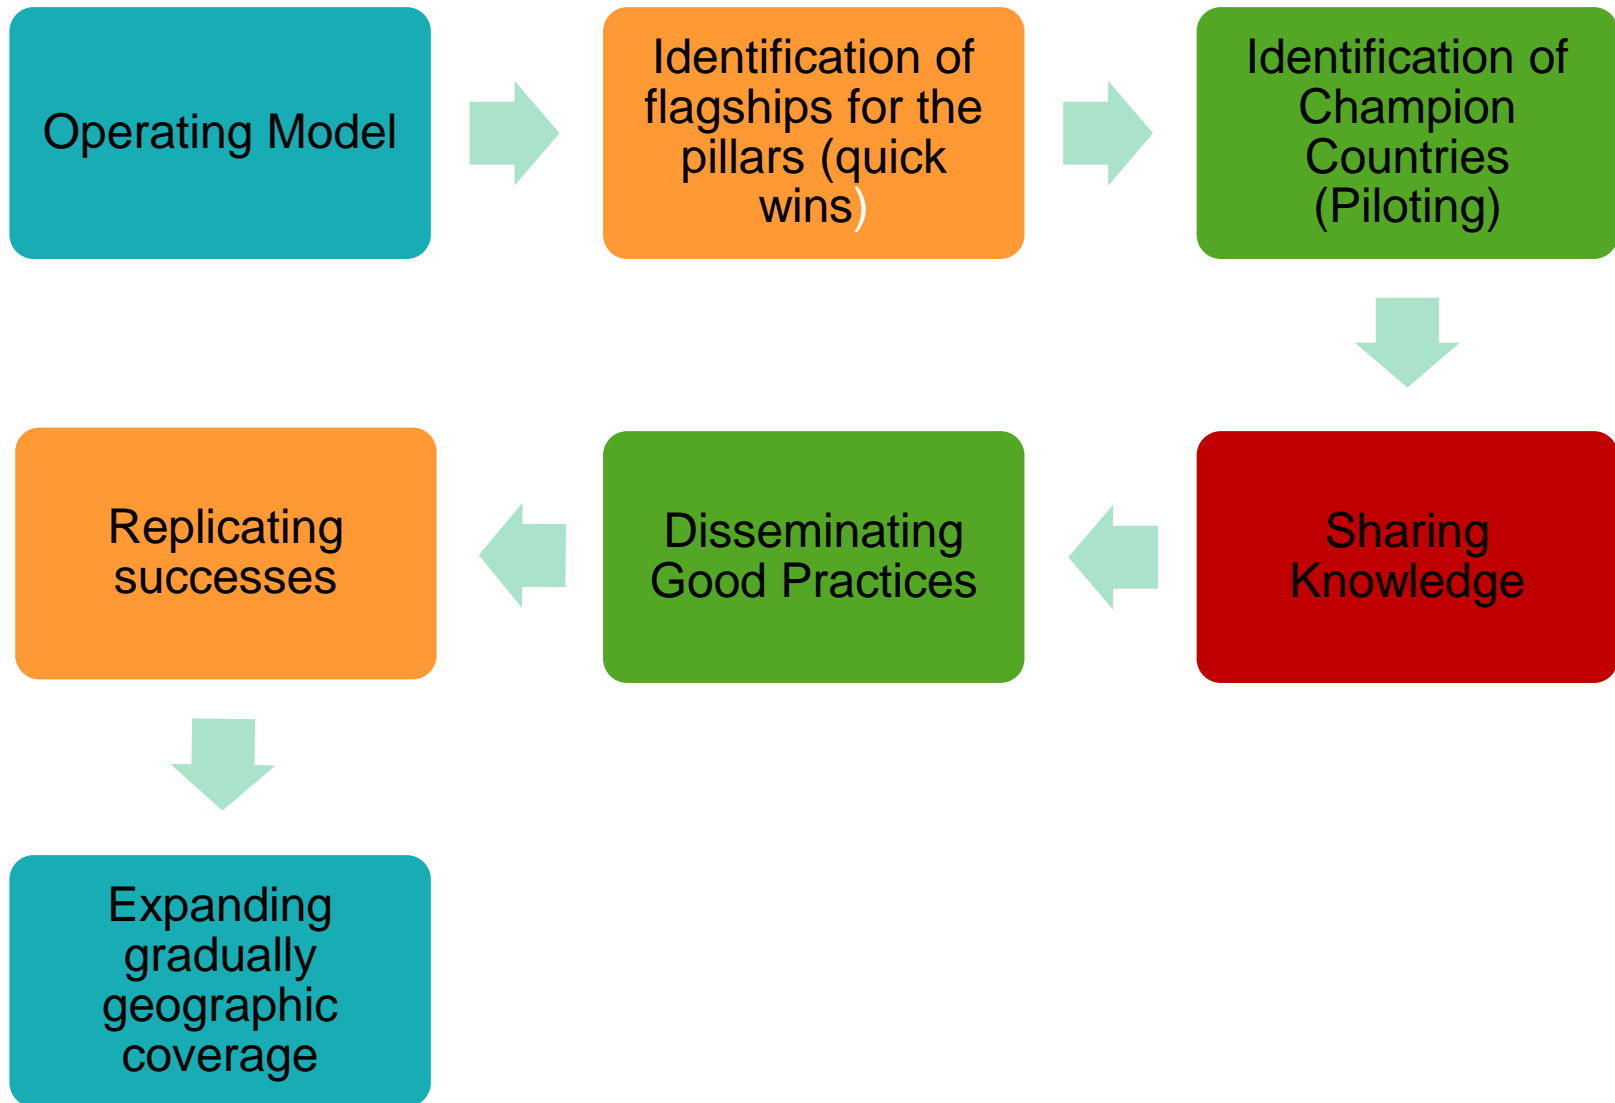 Operating Model
Identification of
flagships for the
pillars (quick
wins)
Identification of
Champion
Countries
(Piloting)
Sharing
Knowledge
Disseminating
Good Practices
Replicating
successes
Expanding
gradually
geographic
coverage